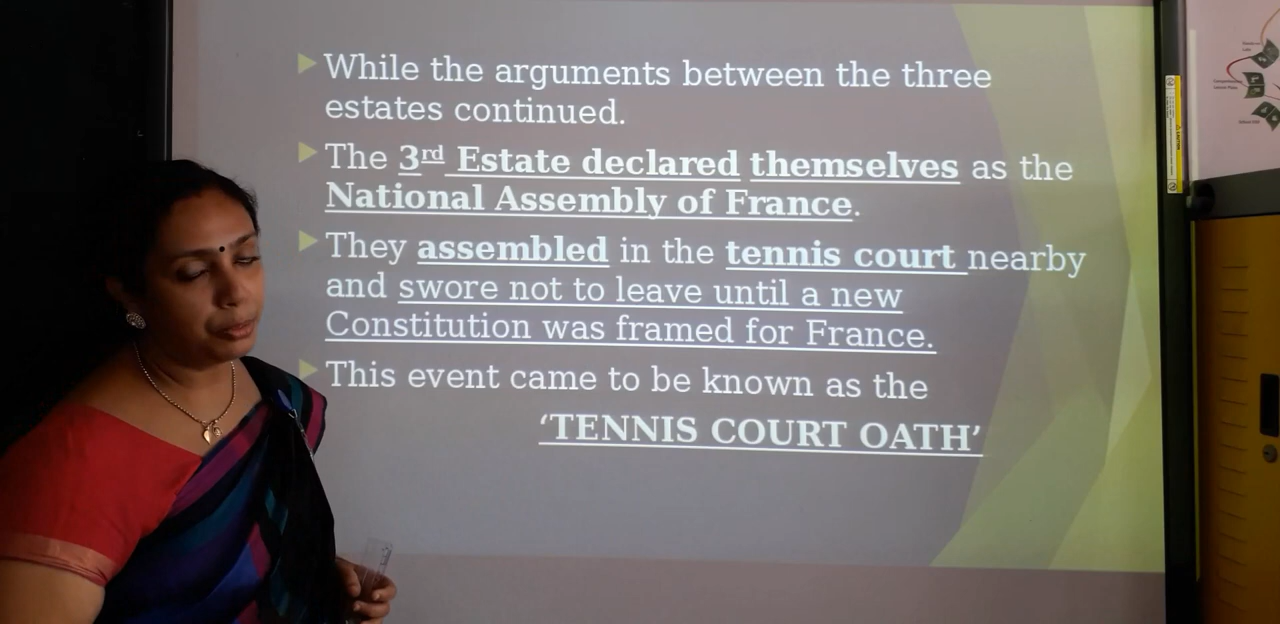 While the arguments between the three
estates continued.
The 3rd Estate declared themselves as the
National Assembly of France.
They assembled in the tennis court nearby
and swore not to leave until a new
Constitution was framed for France.
This event came to be known as the
‘TENNIS COURT OATH’